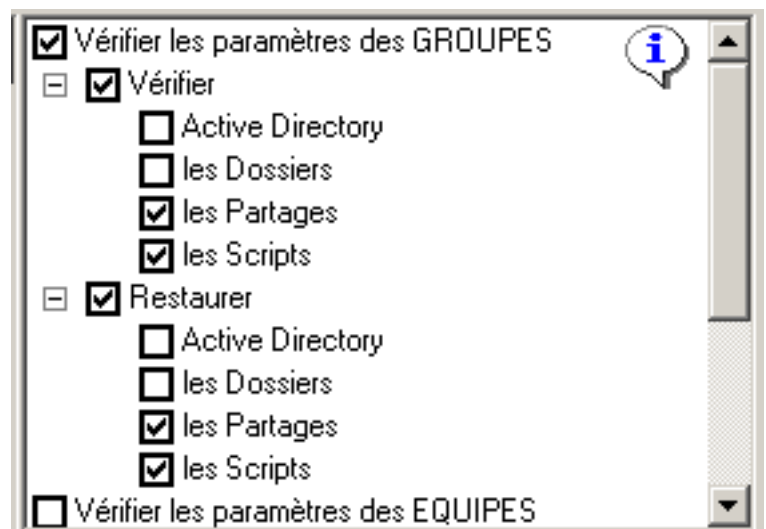 Vérifier les paramètres des GROUPES
Vérifier
Active Directory
les Dossiers
les Partages
les Scripts
Restaurer
Active Directory
les Dossiers
les Partages
les Scripts
Vérifier les paramètres des EQUIPES